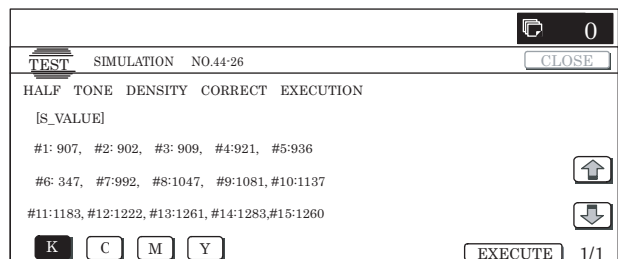 0
TEST SIMULATION NO.44-26 CLOSE
HALF TONE DENSITY CORRECT EXECUTION
[S_VALUE]
#1: 907, #2: 902, #3: 909, #4:921, #5:936
#6: 347, #7:992, #8:1047, #9:1081, #10:1137
#11:1183, #12:1222, #13:1261, #14:1283,#15:1260
K C M Y EXECUTE 1/1